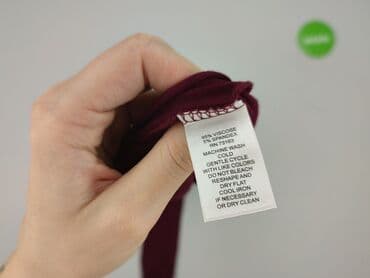 95% VISCOSE
5% SPANDEX
RN 73163
MACHINE WASH
COLD
GENTLE CYCLE
WITH LIKE COLORS
DO NOT BLEACH
RESHAPE AND
DRY FLAT
COOL IRON
IF NECESSARY
OR DRY CLEAN